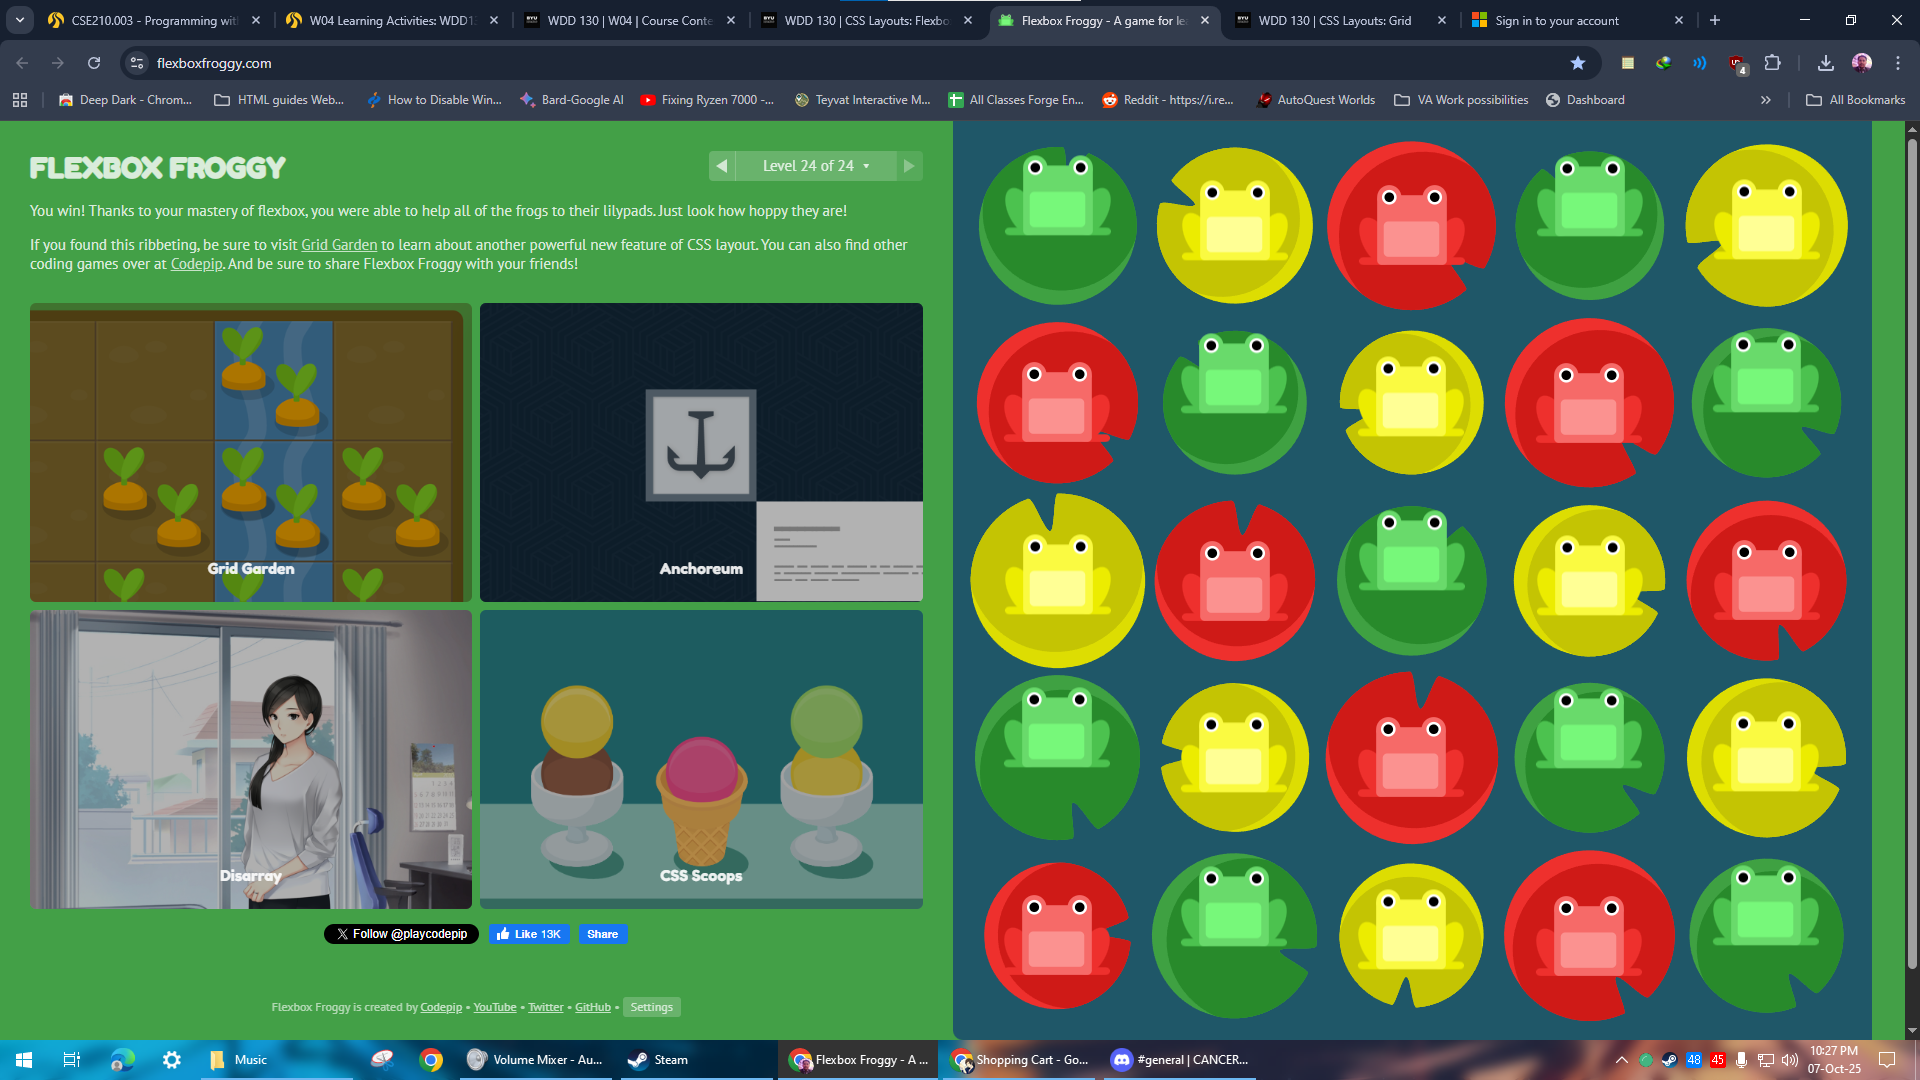 CSE210.003 - Programming with
W04 Learning Activities: WDD13
WDD 130 | W04 | Course Conte
WDD 130 | CSS Layouts: Flexbo
Flexbox Froggy - A game for le
WDD 130 | CSS Layouts: Grid
Sign in to your account
flexboxfroggy.com
4
Deep Dark - Chrom...
HTML guides Web...
How to Disable Win...
Bard-Google AI
Fixing Ryzen 7000 -...
Teyvat Interactive M...
All Classes Forge En...
Reddit - https://i.re...
AutoQuest Worlds
VA Work possibilities
Dashboard
All Bookmarks
FLEXBOX FROGGY
Level 24 of 24
You win! Thanks to your mastery of flexbox, you were able to help all of the frogs to their lilypads. Just look how hoppy they are!
If you found this ribbeting, be sure to visit Grid Garden to learn about another powerful new feature of CSS layout. You can also find other
coding games over at Codepip. And be sure to share Flexbox Froggy with your friends!
Grid Garden
Anchoreum
Disarray
CSS Scoops
Follow @playcodepip
Like 13K
Share
Flexbox Froggy is created by Codepip • YouTube • Twitter • GitHub • Settings
Music
Volume Mixer - Au...
Steam
Flexbox Froggy - A ...
Shopping Cart - Go...
#general | CANCER...
48
45
10:27 PM
07-Oct-25